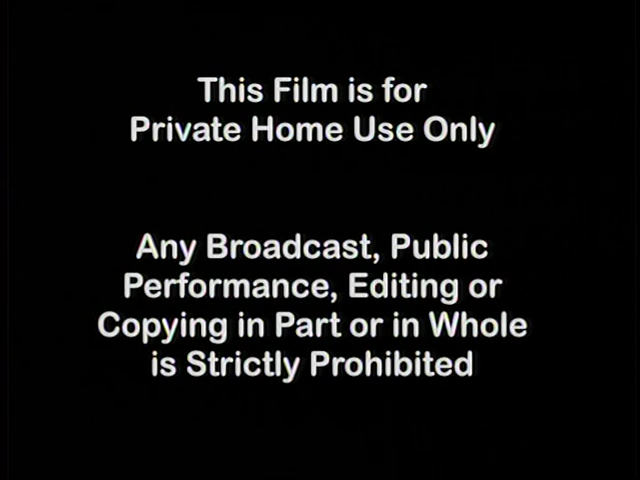 This Film is for
Private Home Use Only
Any Broadcast, Public
Performance, Editing or
Copying in Part or in Whole
is Strictly Prohibited